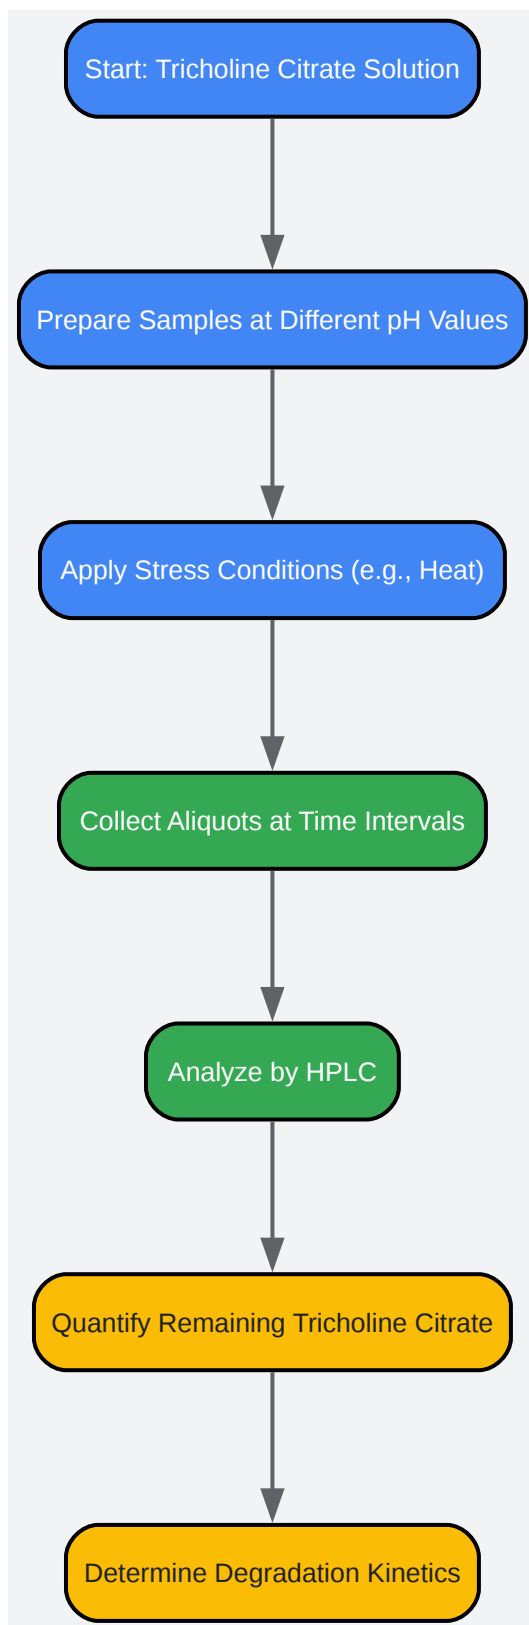 Start: Tricholine Citrate Solution
Prepare Samples at Different pH Values
Apply Stress Conditions (e.g., Heat)
Collect Aliquots at Time Intervals
Analyze by HPLC
Quantify Remaining Tricholine Citrate
Determine Degradation Kinetics